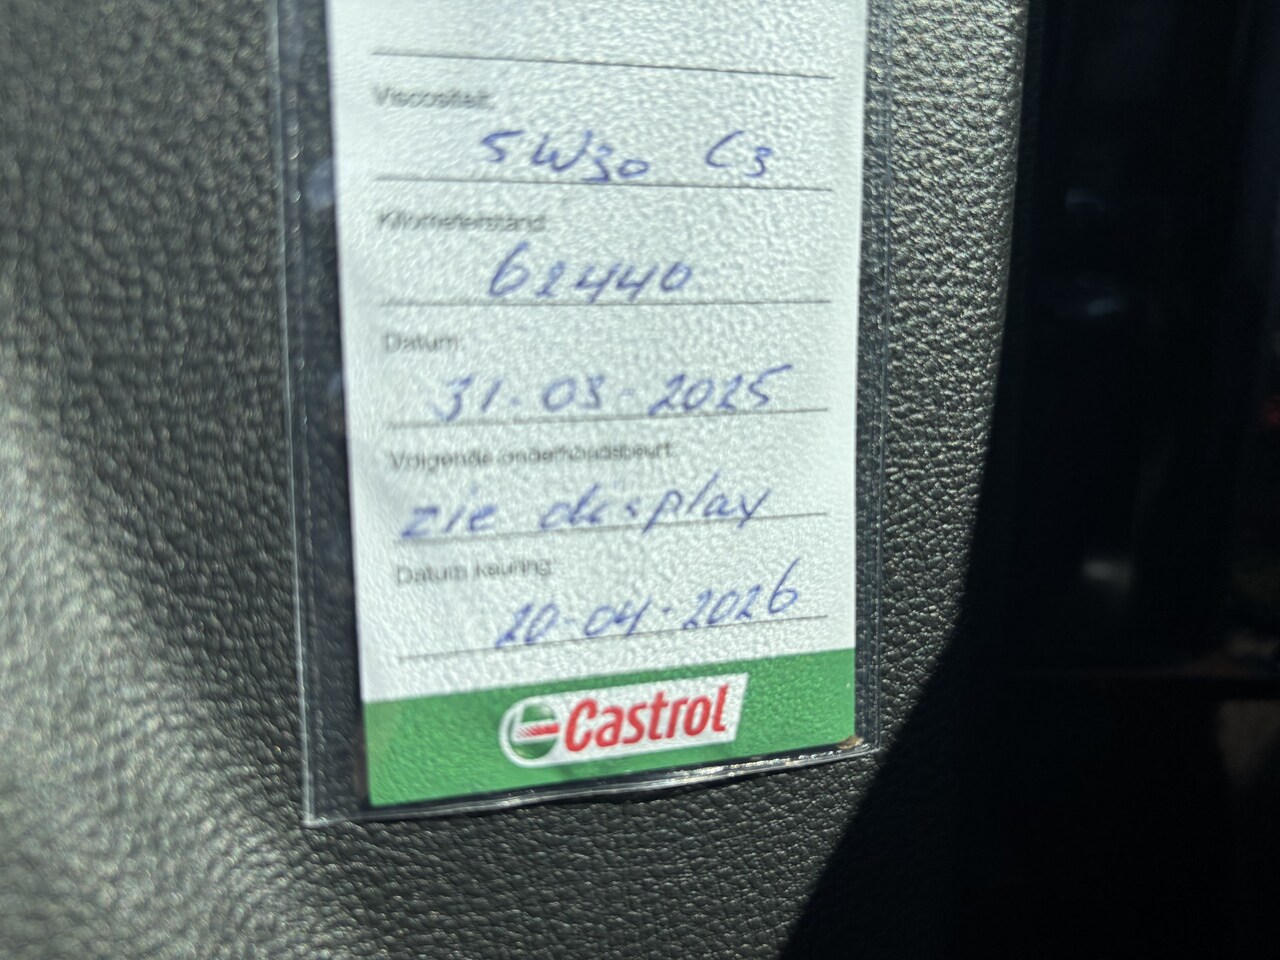 Viscositeit:
5W30 C3
Kilometerstand:
62440
Datum:
31-03-2025
Volgende onderhoudsbeurt:
zie display
Datum keuring:
20-04-2026
Castrol